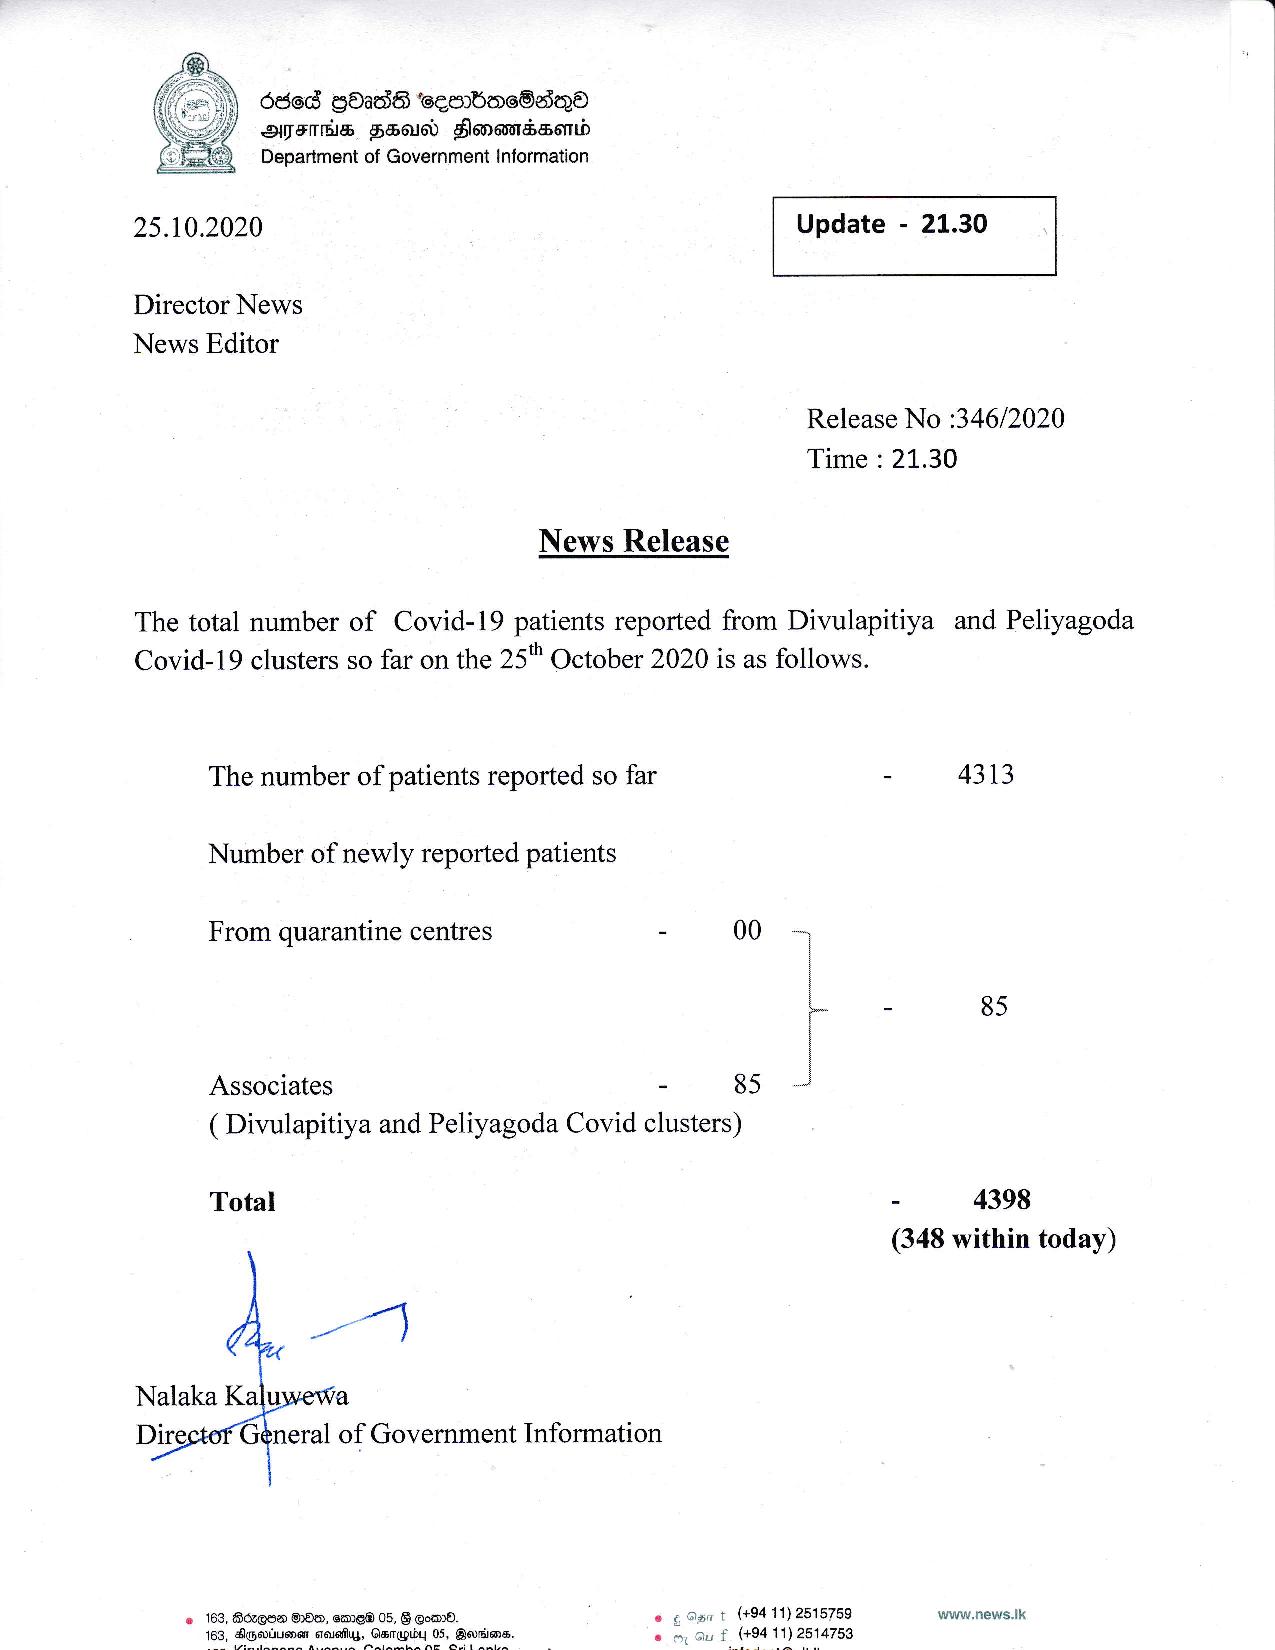 රජයේ ප්‍රවෘත්ති දෙපාර්තමේන්තුව
அரசாங்க தகவல் திணைக்களம்
Department of Government Information
25.10.2020
Update - 21.30
Director News
News Editor
Release No :346/2020
Time : 21.30
News Release
The total number of Covid-19 patients reported from Divulapitiya and Peliyagoda
Covid-19 clusters so far on the 25th October 2020 is as follows.
The number of patients reported so far - 4313
Number of newly reported patients
From quarantine centres - 00
- 85
Associates - 85
( Divulapitiya and Peliyagoda Covid clusters)
Total - 4398
(348 within today)
Nalaka Kaluwewa
Director General of Government Information
163, කිරුලපන මාවත, කොළඹ 05, ශ්‍රී ලංකාව.
163, கிருலப்பனை எவனியூ, கொழும்பு 05, இலங்கை.
(+94 11) 2515759
(+94 11) 2514753
www.news.lk